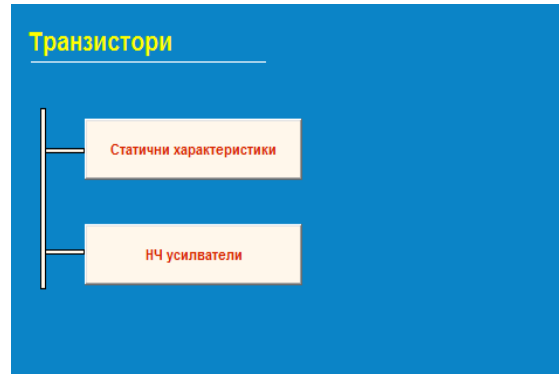 Транзистори
Статични характеристики
НЧ усилватели